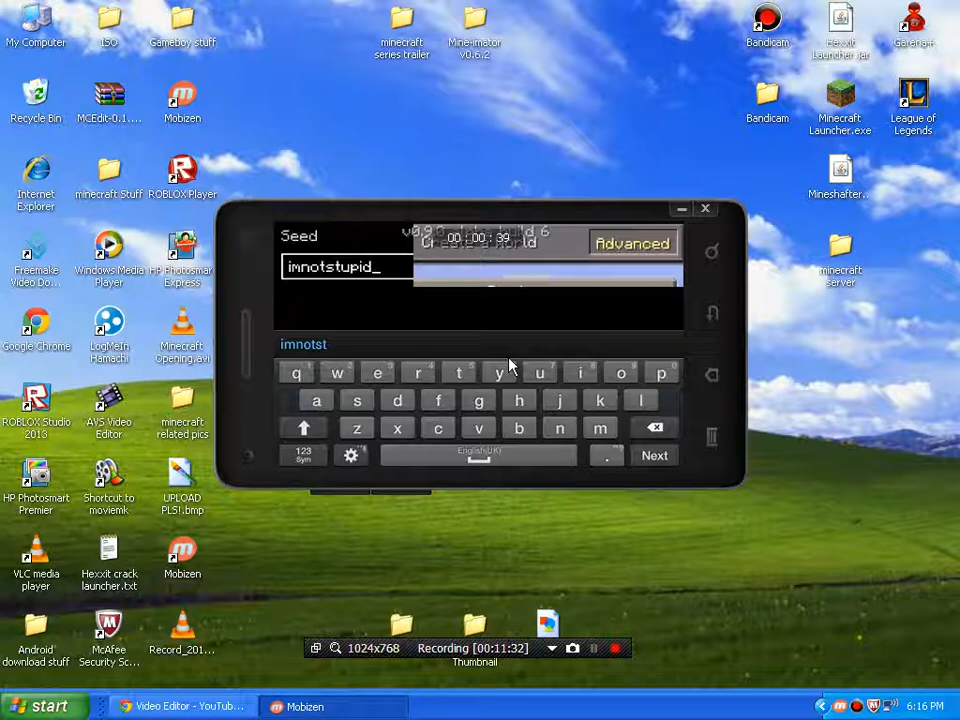 My Computer
ISO
Gameboy stuff
minecraft
series trailer
Mine-imator
v0.6.2
Bandicam
Hexxit
Launcher.jar
Garena+
Recycle Bin
MCEdit-0.1....
Mobizen
Bandicam
Minecraft
Launcher.exe
League of
Legends
Internet
Explorer
minecraft Stuff
ROBLOX Player
Mineshafter...
Seed
00:00:39
Advanced
imnotstupid_
Freemake
Video Do...
Windows Media
Player
HP Photosmart
Express
minecraft
server
imnotst
Google Chrome
LogMeIn
Hamachi
Minecraft
Opening.avi
q w e r t y u i o p
a s d f g h j k l
z x c v b n m
123
Sym
English(UK)
.
Next
ROBLOX Studio
2013
AVS Video
Editor
minecraft
related pics
HP Photosmart
Premier
Shortcut to
moviemk
UPLOAD
PLS!.bmp
VLC media
player
Hexxit crack
launcher.txt
Mobizen
Android
download stuff
McAfee
Security Sc...
Record_201...
1024x768
Recording [00:11:32]
Thumbnail
start
Video Editor - YouTub...
Mobizen
6:16 PM